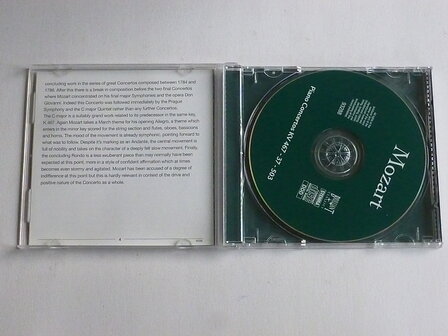 concluding work in the series of great Concertos composed between 1784 and
1786. After this there is a break in composition before the two final Concertos
where Mozart concentrated on his final major Symphonies and the opera Don
Giovanni. Indeed this Concerto was followed immediately by the Prague
Symphony and the C major Quintet rather than any further Concertos.
The C major is a suitably grand work related to its predecessor in the same key,
K 467. Again Mozart takes a March theme for his opening Allegro, a theme which
enters in the minor key scored for the string section and flutes, oboes, bassoons
and horns. The mood of the movement is already symphonic, pointing forward to
what was to follow. Despite it's marking as an Andante, the central movement is
full of nobility and takes on the character of a deeply felt slow movement. Finally,
the concluding Rondo is a less exuberant piece than may normally have been
expected at this point, more in a style of confident affirmation which at times
becomes even stormy and agitated. Mozart has been accused of a degree of
indifference at this point but this is hardly relevant in context of the drive and
positive nature of the Concerto as a whole.
4
Mozart
Piano Concertos KV 467 - 37 - 503